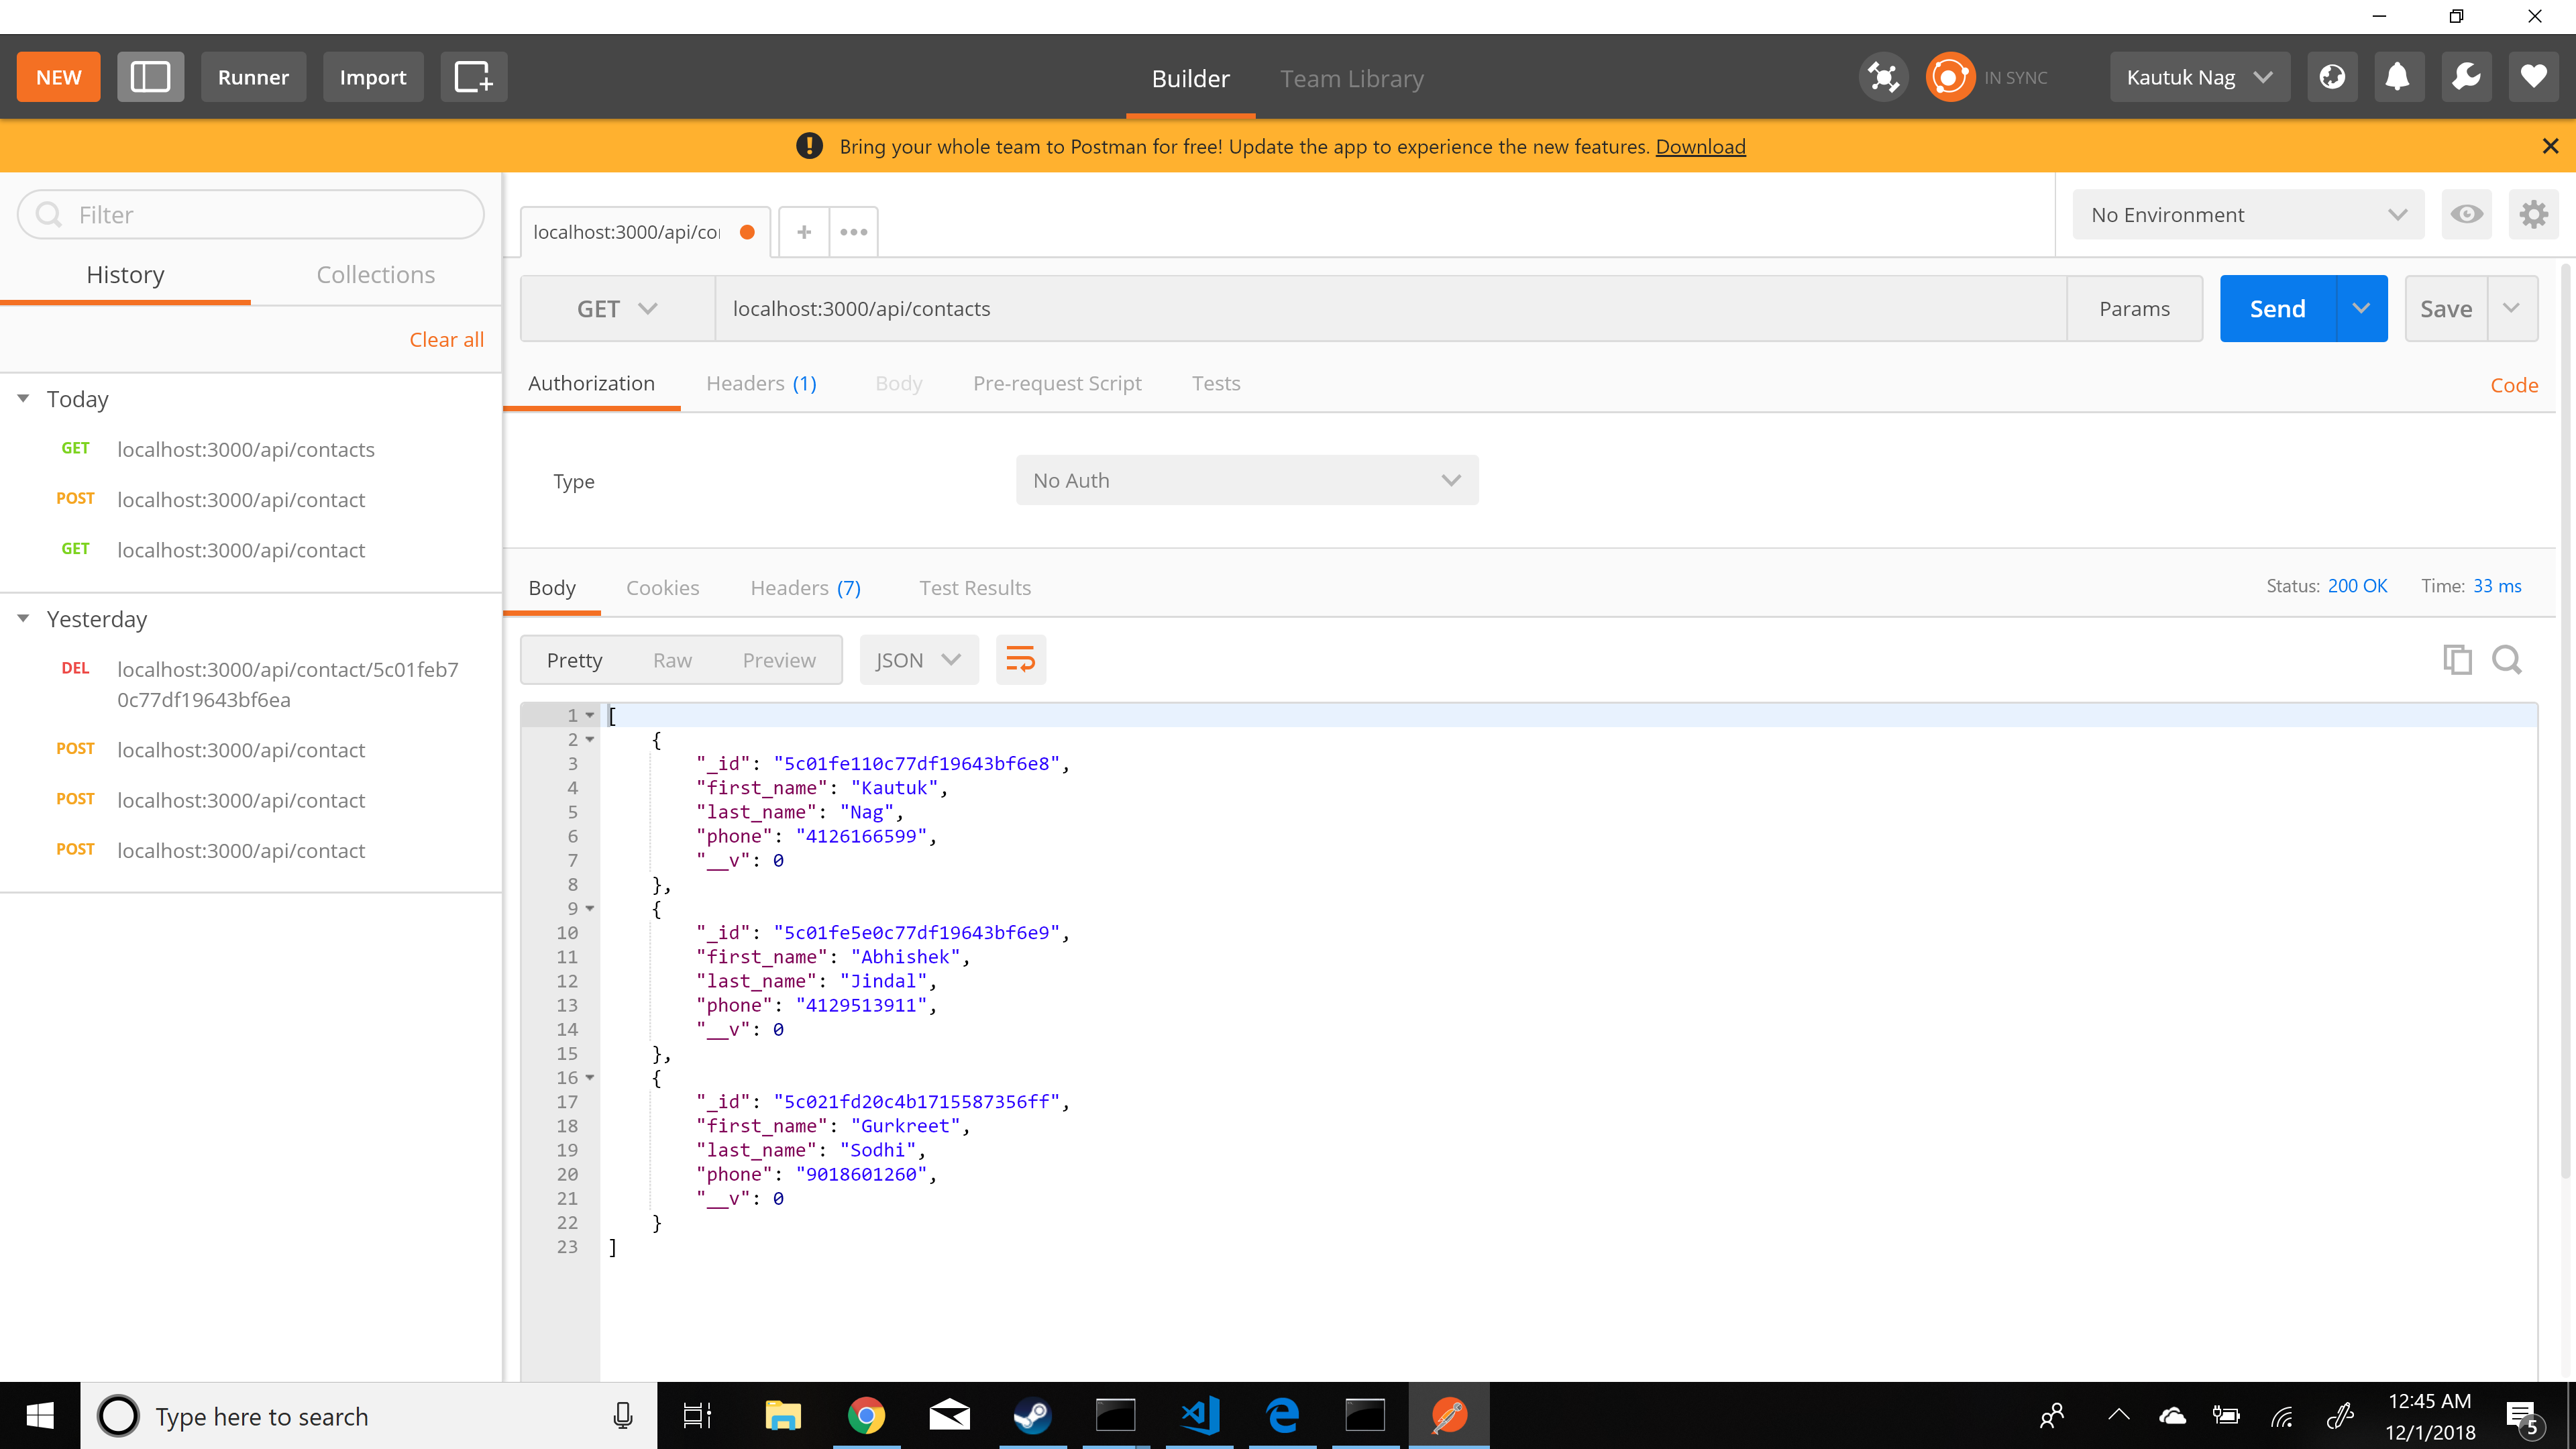 NEW Runner Import Builder Team Library IN SYNC Kautuk Nag
Bring your whole team to Postman for free! Update the app to experience the new features. Download
Filter
History Collections
Clear all
Today
GET localhost:3000/api/contacts
POST localhost:3000/api/contact
GET localhost:3000/api/contact
Yesterday
DEL localhost:3000/api/contact/5c01feb7
0c77df19643bf6ea
POST localhost:3000/api/contact
POST localhost:3000/api/contact
POST localhost:3000/api/contact
localhost:3000/api/co
No Environment
GET localhost:3000/api/contacts Params Send Save
Authorization Headers (1) Body Pre-request Script Tests Code
Type No Auth
Body Cookies Headers (7) Test Results Status: 200 OK Time: 33 ms
Pretty Raw Preview JSON
1 [
2 {
3 "_id": "5c01fe110c77df19643bf6e8",
4 "first_name": "Kautuk",
5 "last_name": "Nag",
6 "phone": "4126166599",
7 "__v": 0
8 },
9 {
10 "_id": "5c01fe5e0c77df19643bf6e9",
11 "first_name": "Abhishek",
12 "last_name": "Jindal",
13 "phone": "4129513911",
14 "__v": 0
15 },
16 {
17 "_id": "5c021fd20c4b1715587356ff",
18 "first_name": "Gurkreet",
19 "last_name": "Sodhi",
20 "phone": "9018601260",
21 "__v": 0
22 }
23 ]
Type here to search
12:45 AM
12/1/2018
5